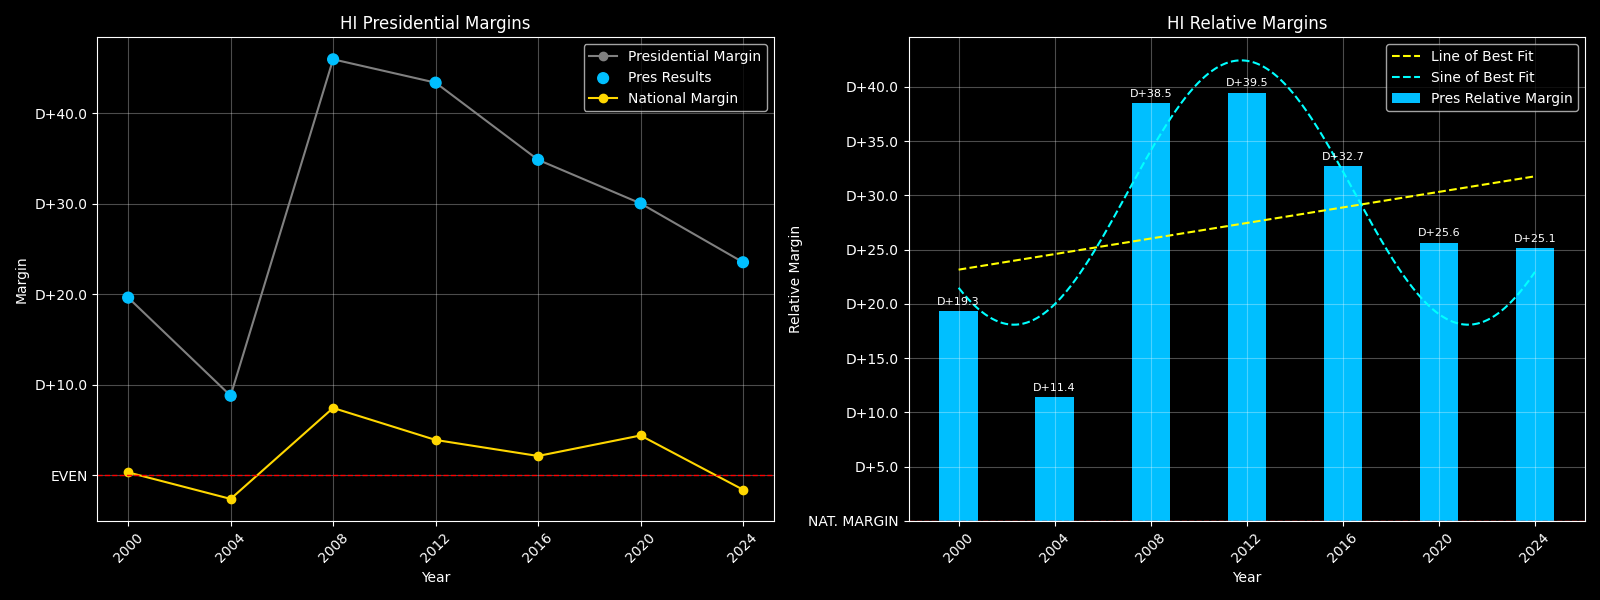 HI Presidential Margins
Presidential Margin
Pres Results
National Margin
Margin
D+40.0
D+30.0
D+20.0
D+10.0
EVEN
2000
2004
2008
2012
2016
2020
2024
Year
HI Relative Margins
Line of Best Fit
Sine of Best Fit
Pres Relative Margin
Relative Margin
D+40.0
D+35.0
D+30.0
D+25.0
D+20.0
D+15.0
D+10.0
D+5.0
NAT. MARGIN
D+19.3
D+11.4
D+38.5
D+39.5
D+32.7
D+25.6
D+25.1
2000
2004
2008
2012
2016
2020
2024
Year